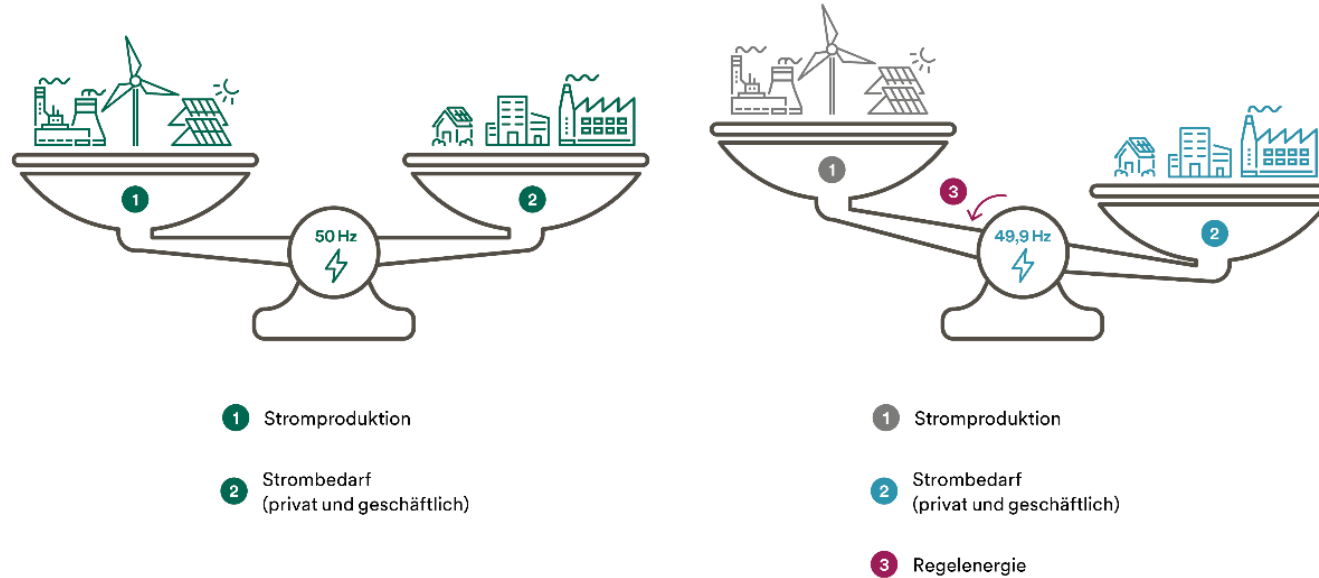 1
2
50 Hz
1 Stromproduktion
2 Strombedarf
(privat und geschäftlich)
1
3
2
49,9 Hz
1 Stromproduktion
2 Strombedarf
(privat und geschäftlich)
3 Regelenergie